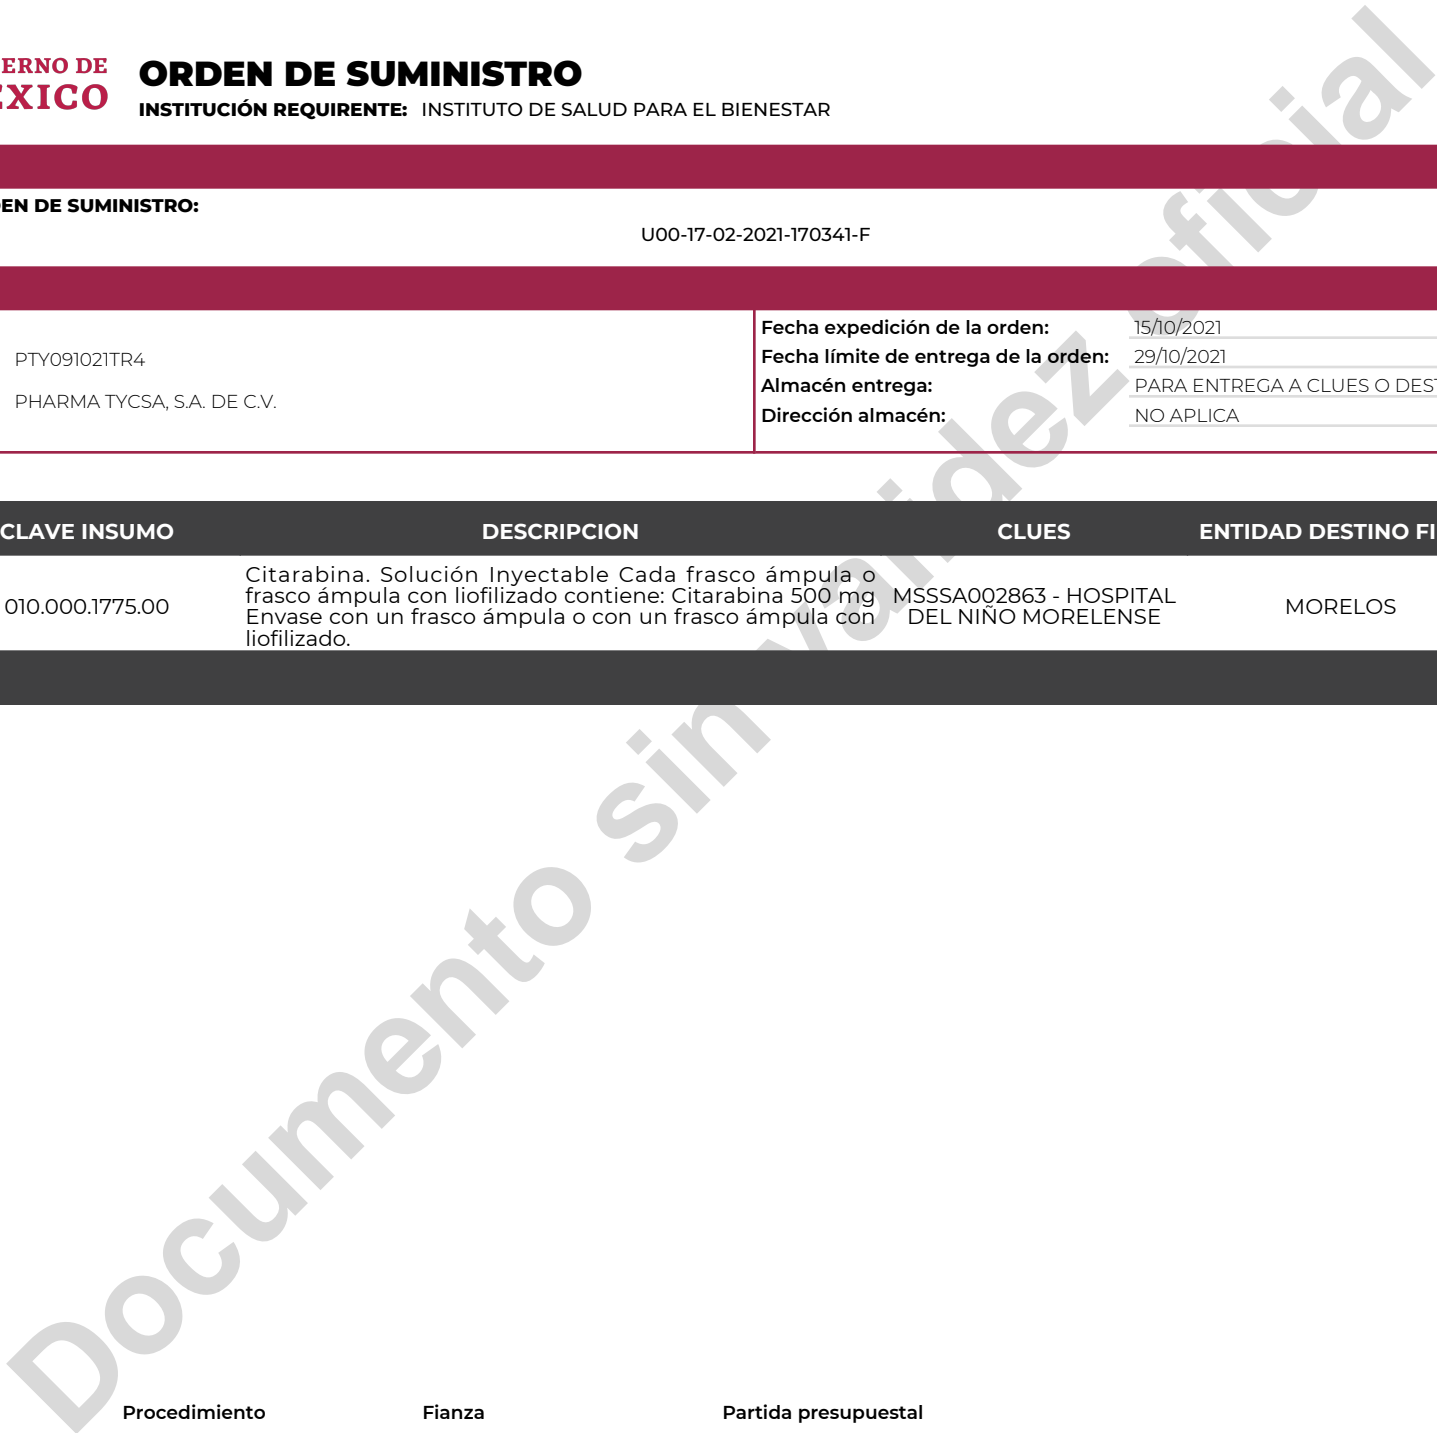 ERNO DE
ÉXICO
ORDEN DE SUMINISTRO
INSTITUCIÓN REQUIRENTE: INSTITUTO DE SALUD PARA EL BIENESTAR
EN DE SUMINISTRO:
U00-17-02-2021-170341-F
PTY091021TR4
PHARMA TYCSA, S.A. DE C.V.
Fecha expedición de la orden: 15/10/2021
Fecha límite de entrega de la orden: 29/10/2021
Almacén entrega: PARA ENTREGA A CLUES O DEST
Dirección almacén: NO APLICA
CLAVE INSUMO DESCRIPCION CLUES ENTIDAD DESTINO FI
010.000.1775.00
Citarabina. Solución Inyectable Cada frasco ámpula o
frasco ámpula con liofilizado contiene: Citarabina 500 mg
Envase con un frasco ámpula o con un frasco ámpula con
liofilizado.
MSSSA002863 - HOSPITAL
DEL NIÑO MORELENSE
MORELOS
Documento sin validez oficial
Procedimiento Fianza Partida presupuestal